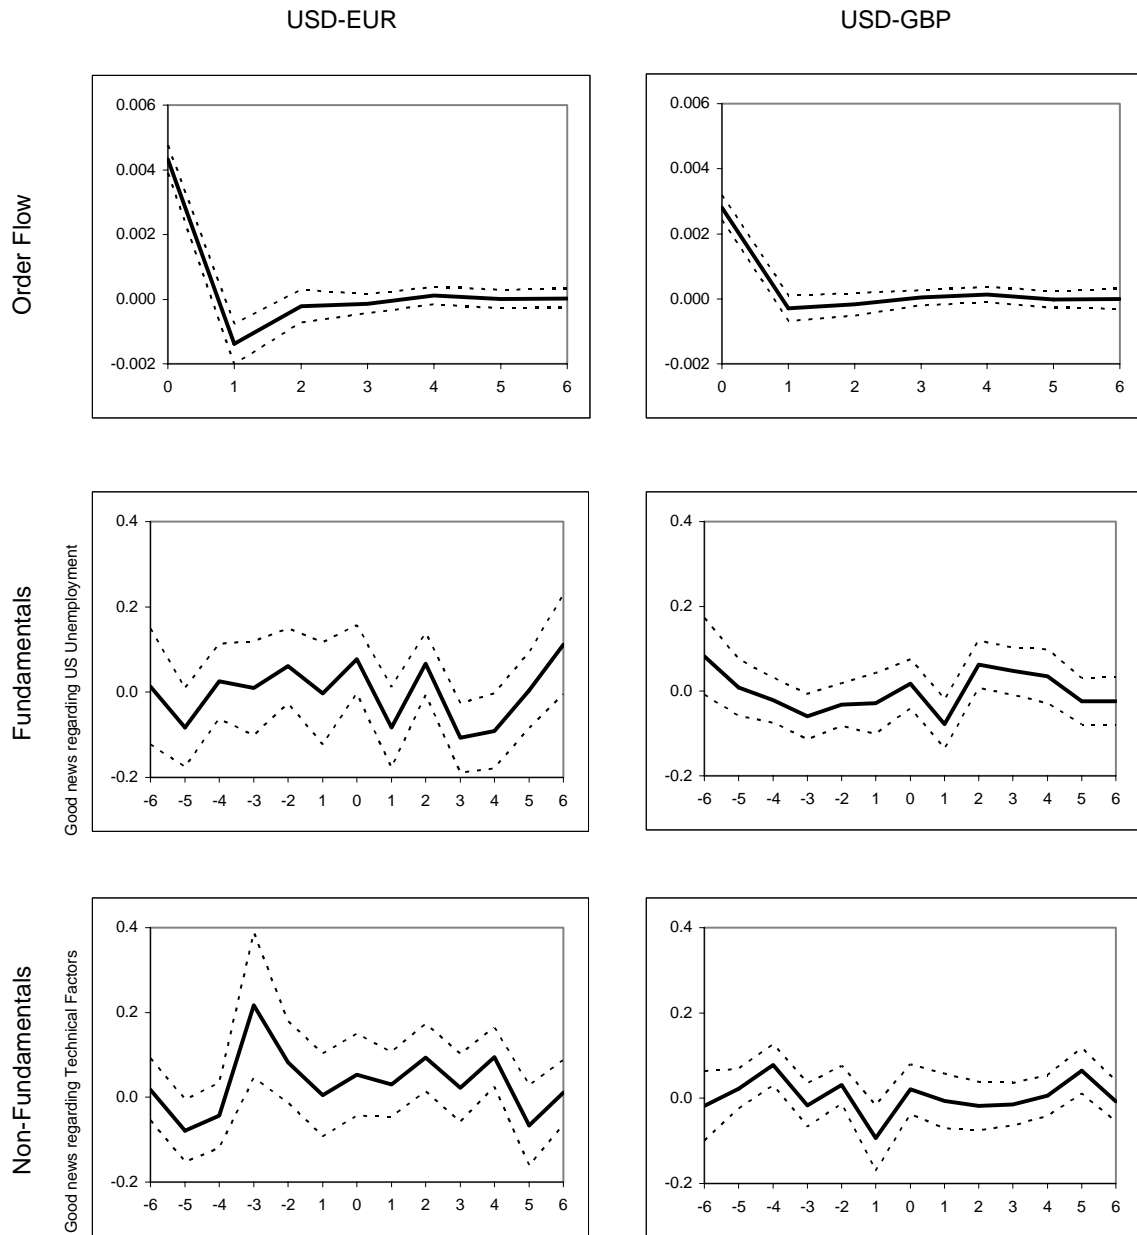 USD-EUR
USD-GBP
Order Flow
0.006
0.004
0.002
0.000
-0.002
0 1 2 3 4 5 6
0.006
0.004
0.002
0.000
-0.002
0 1 2 3 4 5 6
Fundamentals
Good news regarding US Unemployment
0.4
0.2
0.0
-0.2
-6 -5 -4 -3 -2 1 0 1 2 3 4 5 6
0.4
0.2
0.0
-0.2
-6 -5 -4 -3 -2 1 0 1 2 3 4 5 6
Non-Fundamentals
Good news regarding Technical Factors
0.4
0.2
0.0
-0.2
-6 -5 -4 -3 -2 -1 0 1 2 3 4 5 6
0.4
0.2
0.0
-0.2
-6 -5 -4 -3 -2 -1 0 1 2 3 4 5 6